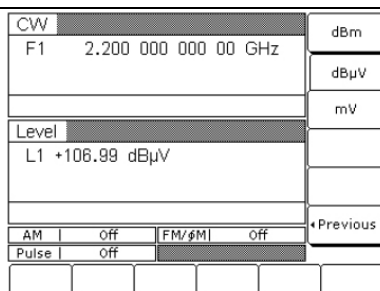 CW
F1 2.200 000 000 00 GHz
Level
L1 +106.99 dBµV
AM Off FM/ϕM Off
Pulse Off
dBm
dBµV
mV
Previous